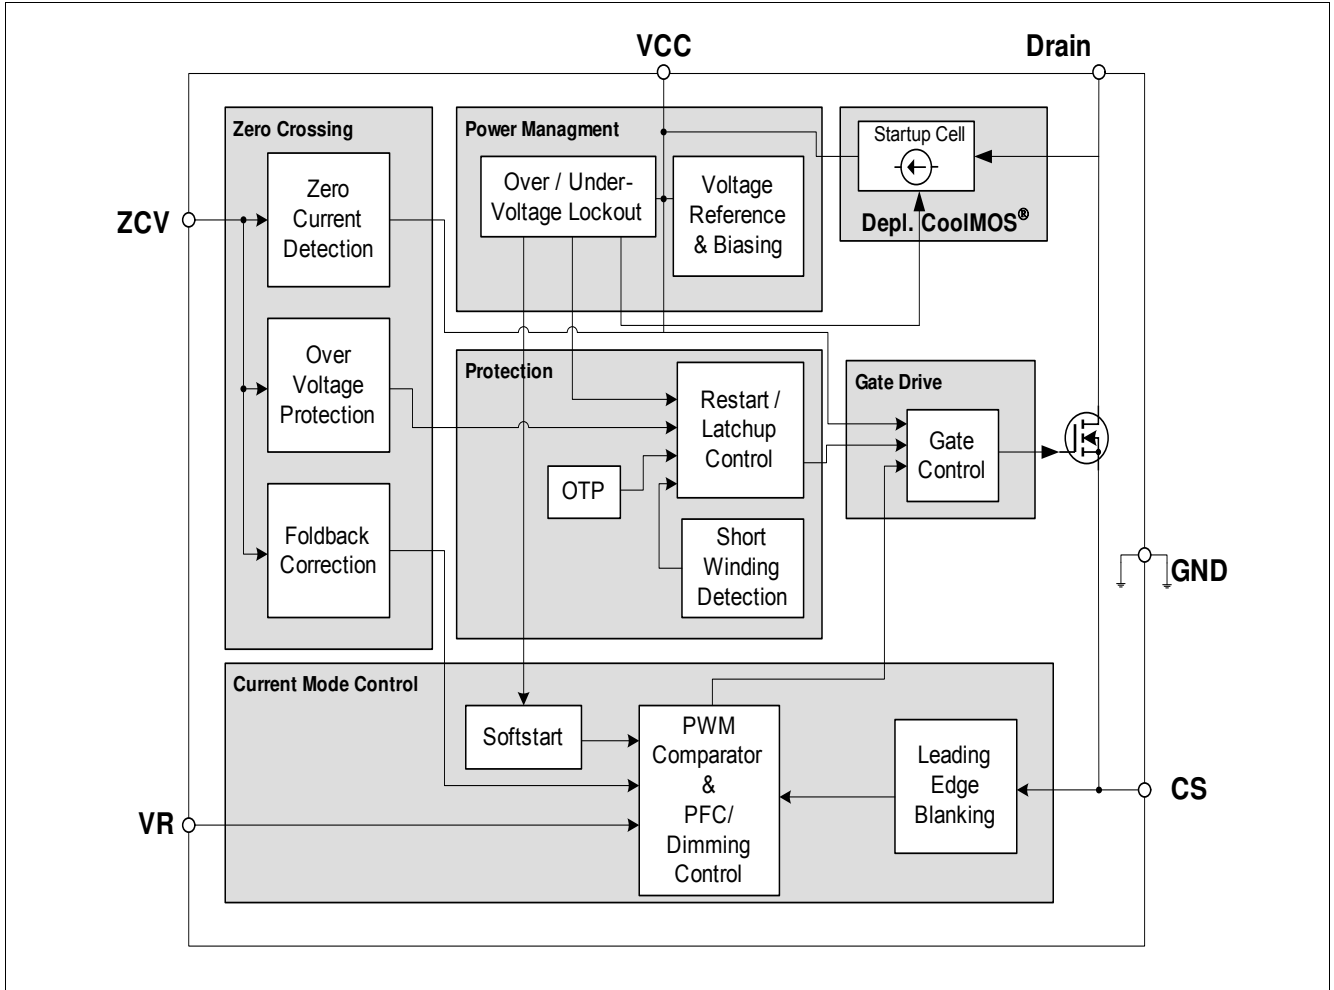 VCC
Drain
Zero Crossing
Power Managment
Startup Cell
Zero
Current
Detection
Over / Under-
Voltage Lockout
Voltage
Reference
& Biasing
Depl. CoolMOS®
ZCV
Over
Voltage
Protection
Protection
Restart /
Latchup
Control
Gate Drive
Gate
Control
OTP
Foldback
Correction
Short
Winding
Detection
GND
Current Mode Control
Softstart
PWM
Comparator
&
PFC/
Dimming
Control
Leading
Edge
Blanking
CS
VR